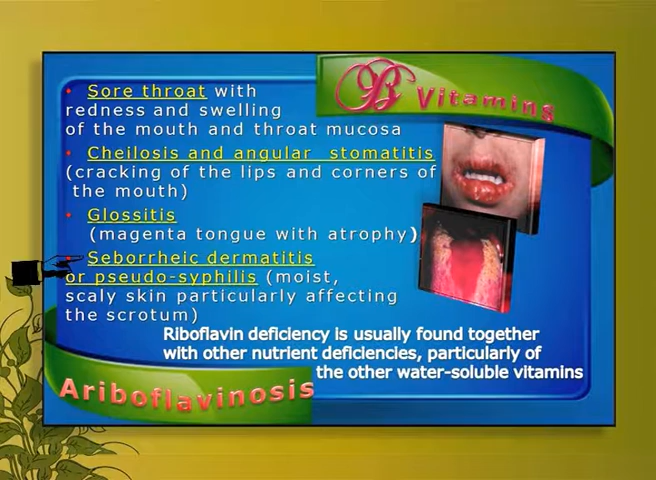 B Vitamins
• Sore throat with
redness and swelling
of the mouth and throat mucosa
• Cheilosis and angular stomatitis
(cracking of the lips and corners of
the mouth)
• Glossitis
(magenta tongue with atrophy)
• Seborrheic dermatitis
or pseudo-syphilis (moist,
scaly skin particularly affecting
the scrotum)
Riboflavin deficiency is usually found together
with other nutrient deficiencies, particularly of
the other water-soluble vitamins
Ariboflavinosis